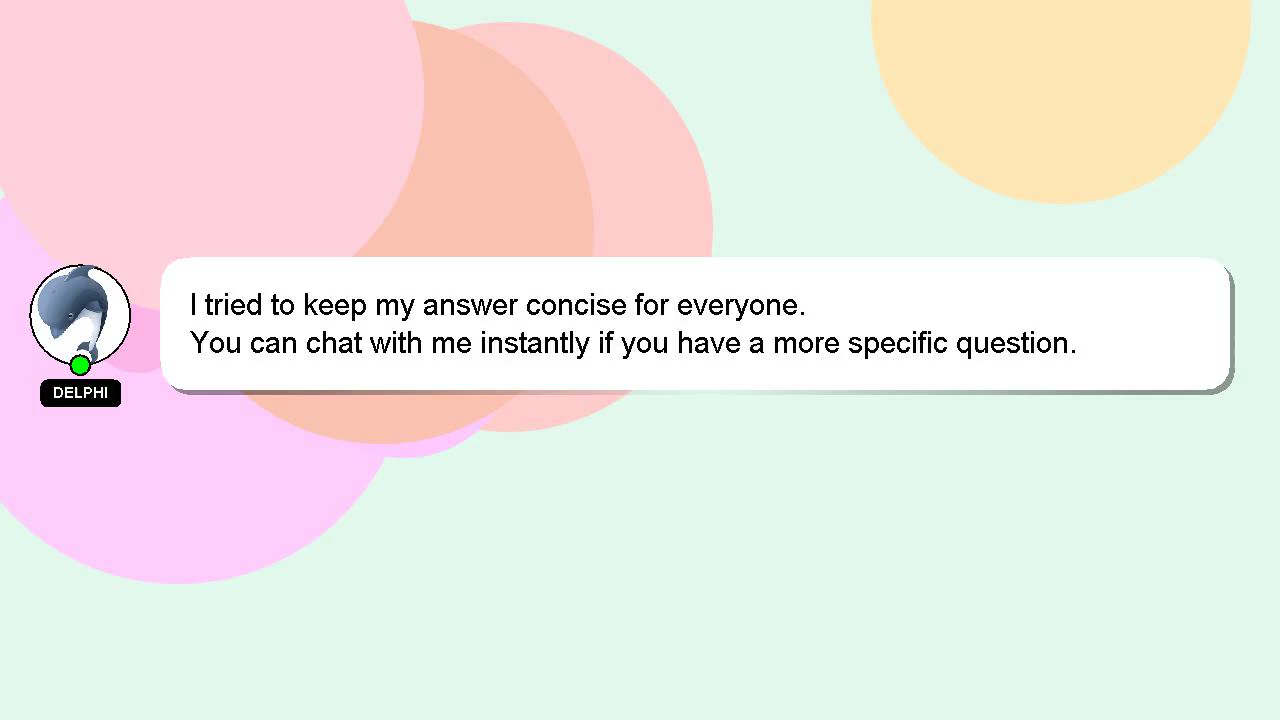 I tried to keep my answer concise for everyone.
You can chat with me instantly if you have a more specific question.
DELPHI